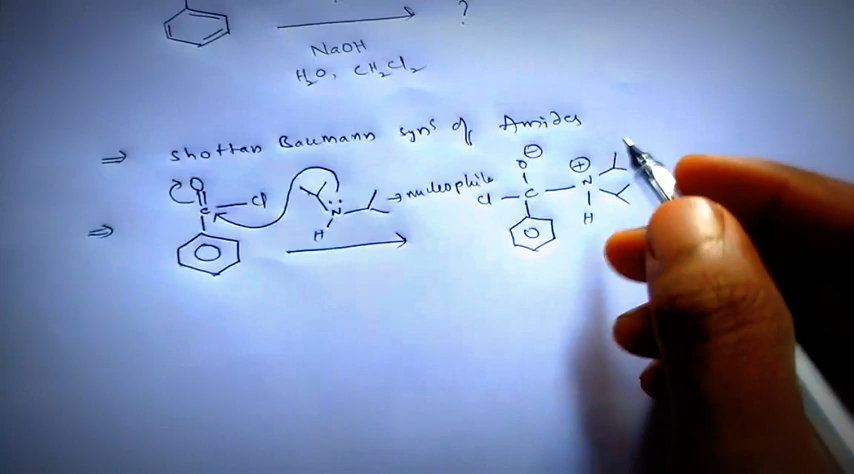 ?
NaOH
H2O, CH2Cl2
⇒ Shottan Baumann syns of Amides
⇒ O C Cl N H → nucleophile
⊖ O Cl C ⊕ N H